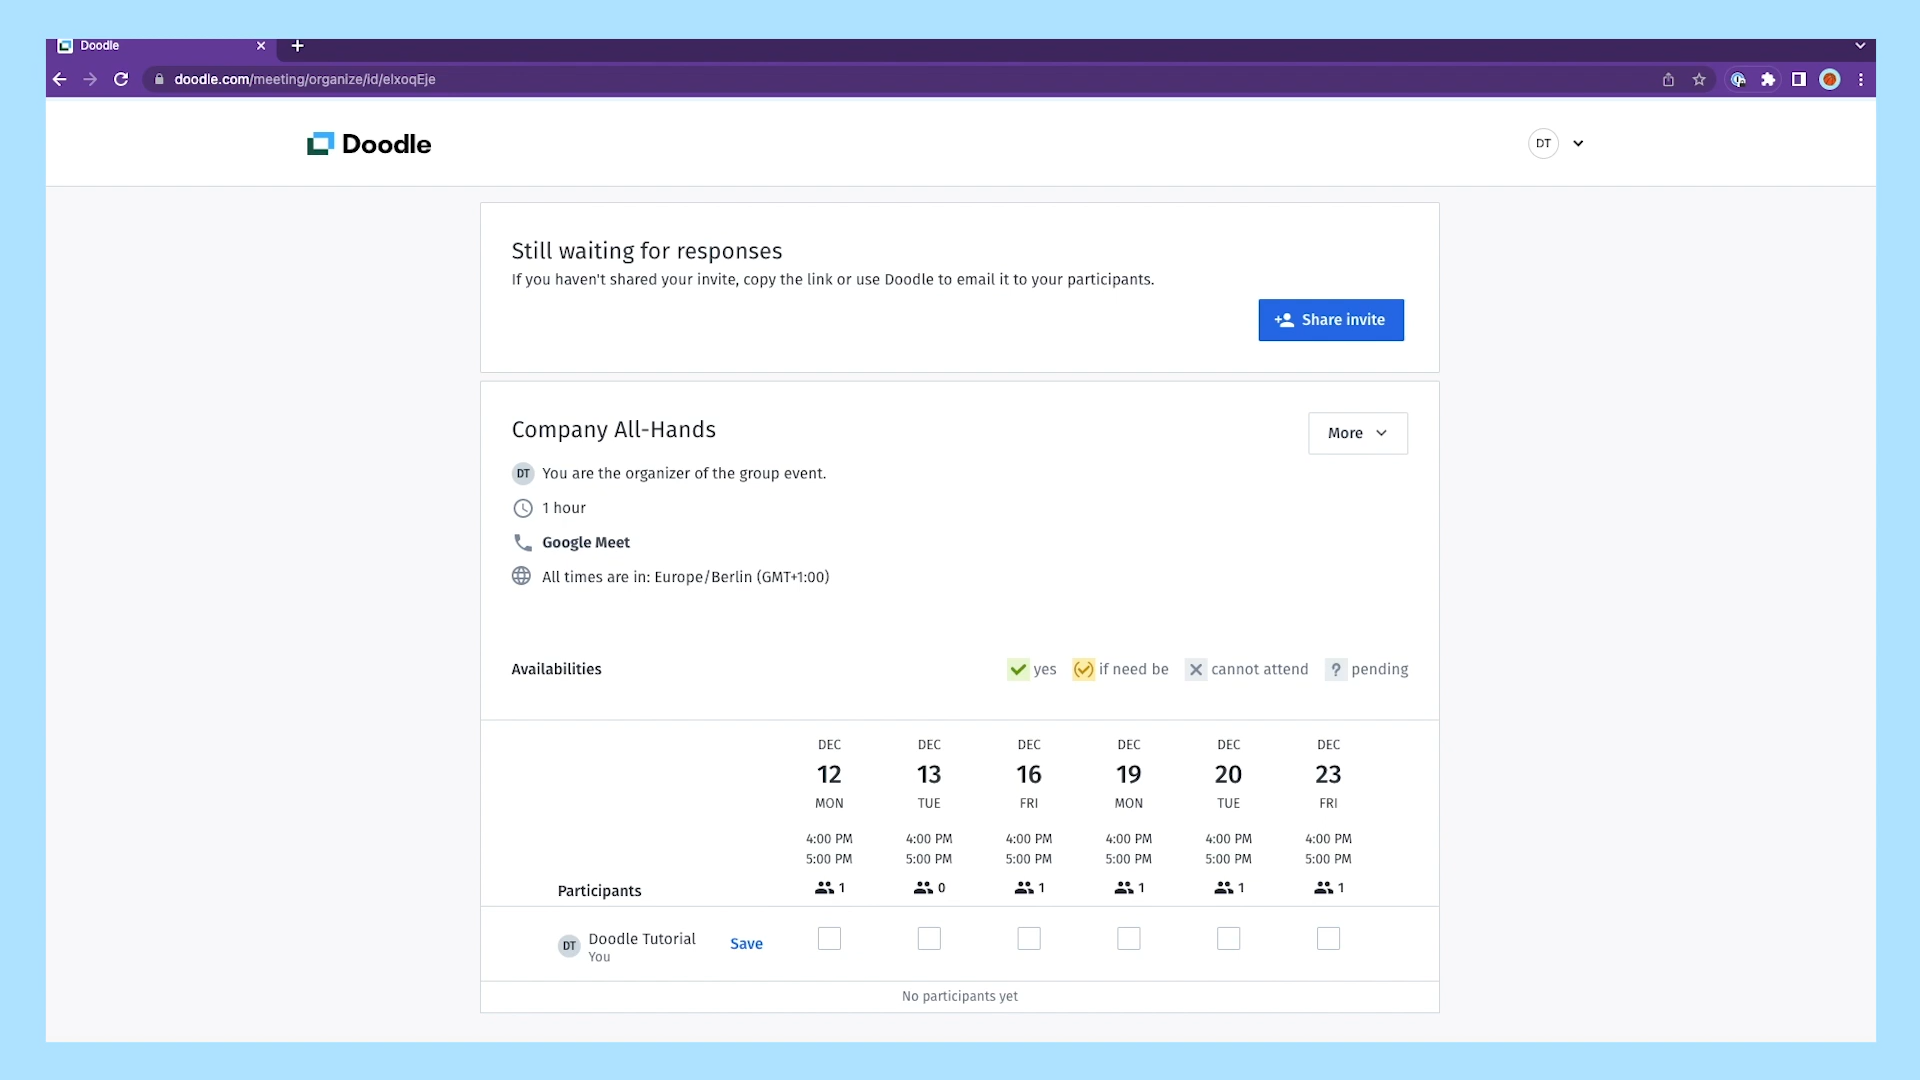 Doodle
doodle.com/meeting/organize/id/elxoqEje
Doodle
DT
Still waiting for responses
If you haven't shared your invite, copy the link or use Doodle to email it to your participants.
Share invite
Company All-Hands
More
DT You are the organizer of the group event.
1 hour
Google Meet
All times are in: Europe/Berlin (GMT+1:00)
Availabilities
yes if need be cannot attend ? pending
DEC DEC DEC DEC DEC DEC
12 13 16 19 20 23
MON TUE FRI MON TUE FRI
4:00 PM 4:00 PM 4:00 PM 4:00 PM 4:00 PM 4:00 PM
5:00 PM 5:00 PM 5:00 PM 5:00 PM 5:00 PM 5:00 PM
Participants 1 0 1 1 1 1
DT Doodle Tutorial Save
You
No participants yet